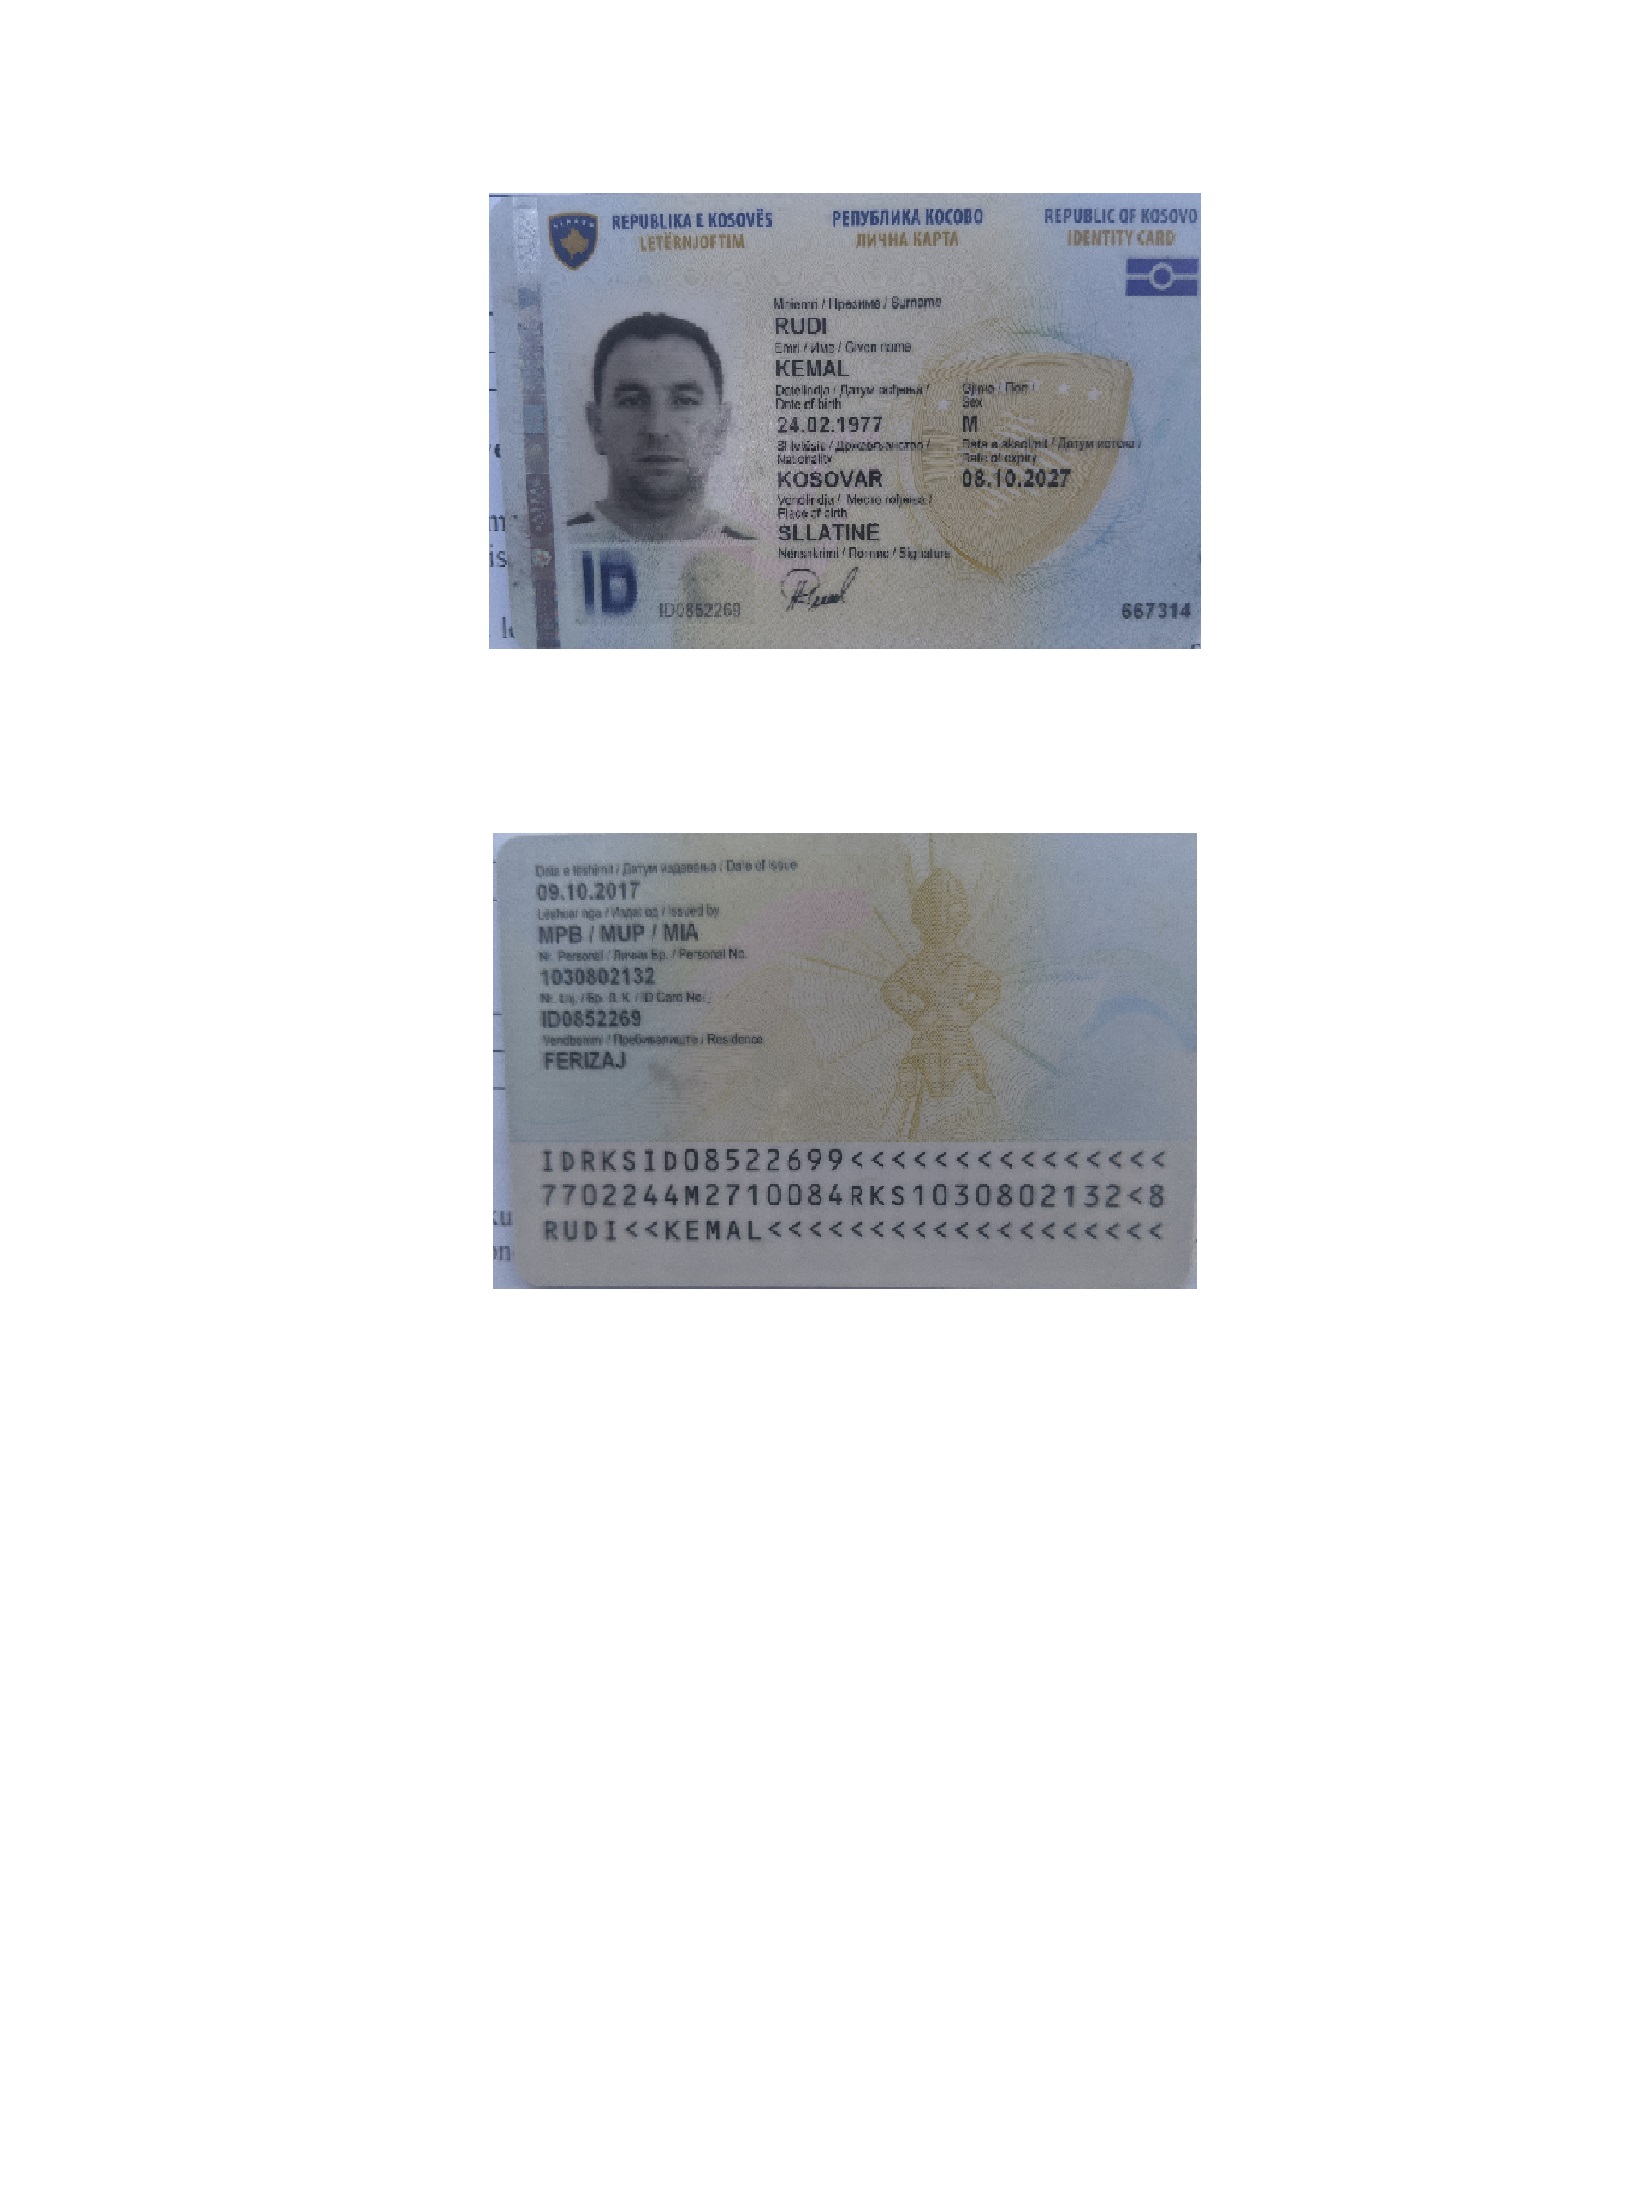 REPUBLIKA E KOSOVËS
LETËRNJOFTIM
РЕПУБЛИКА КОСОВО
ЛИЧНА КАРТА
REPUBLIC OF KOSOVO
IDENTITY CARD
Mbiemri / Презиме / Surname
RUDI
Emri / Име / Given name
KEMAL
Datelindja / Датум рођења /
Date of birth
24.02.1977
Gjinia / Пол /
Sex
M
Shtetësia / Држављанство /
Nationality
KOSOVAR
Data e skadimit / Датум истека /
Date of expiry
08.10.2027
Vendlindja / Место рођења /
Place of birth
SLLATINË
Nënshkrimi / Потпис / Signature
ID
ID0852269
667314
Data e lëshimit / Датум издавања / Date of issue
09.10.2017
Lëshuar nga / Издат од / Issued by
MPB / MUP / MIA
Nr. Personal / Лични Бр. / Personal No.
1030802132
ID Card No.
ID0852269
Vendbanimi / Пребивалиште / Residence
FERIZAJ
IDRKSID08522699<<<<<<<<<<<<<<<
7702244M2710084RKS1030802132<8
RUDI<<KEMAL<<<<<<<<<<<<<<<<<<<